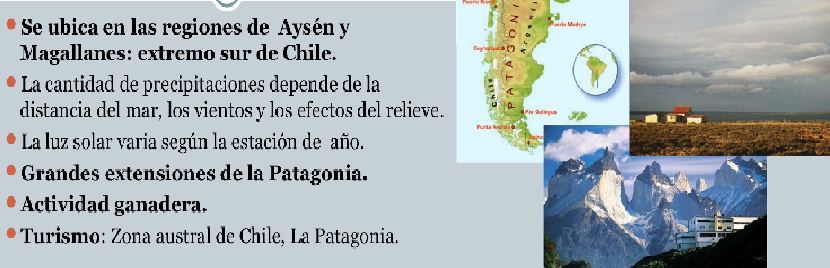 • Se ubica en las regiones de Aysén y
Magallanes: extremo sur de Chile.
• La cantidad de precipitaciones depende de la
distancia del mar, los vientos y los efectos del relieve.
• La luz solar varia según la estación de año.
• Grandes extensiones de la Patagonia.
• Actividad ganadera.
• Turismo: Zona austral de Chile, La Patagonia.
Puerto Madryn
PATAGONI
Argentin
Chile
Río Gallegos
Punta Arenas